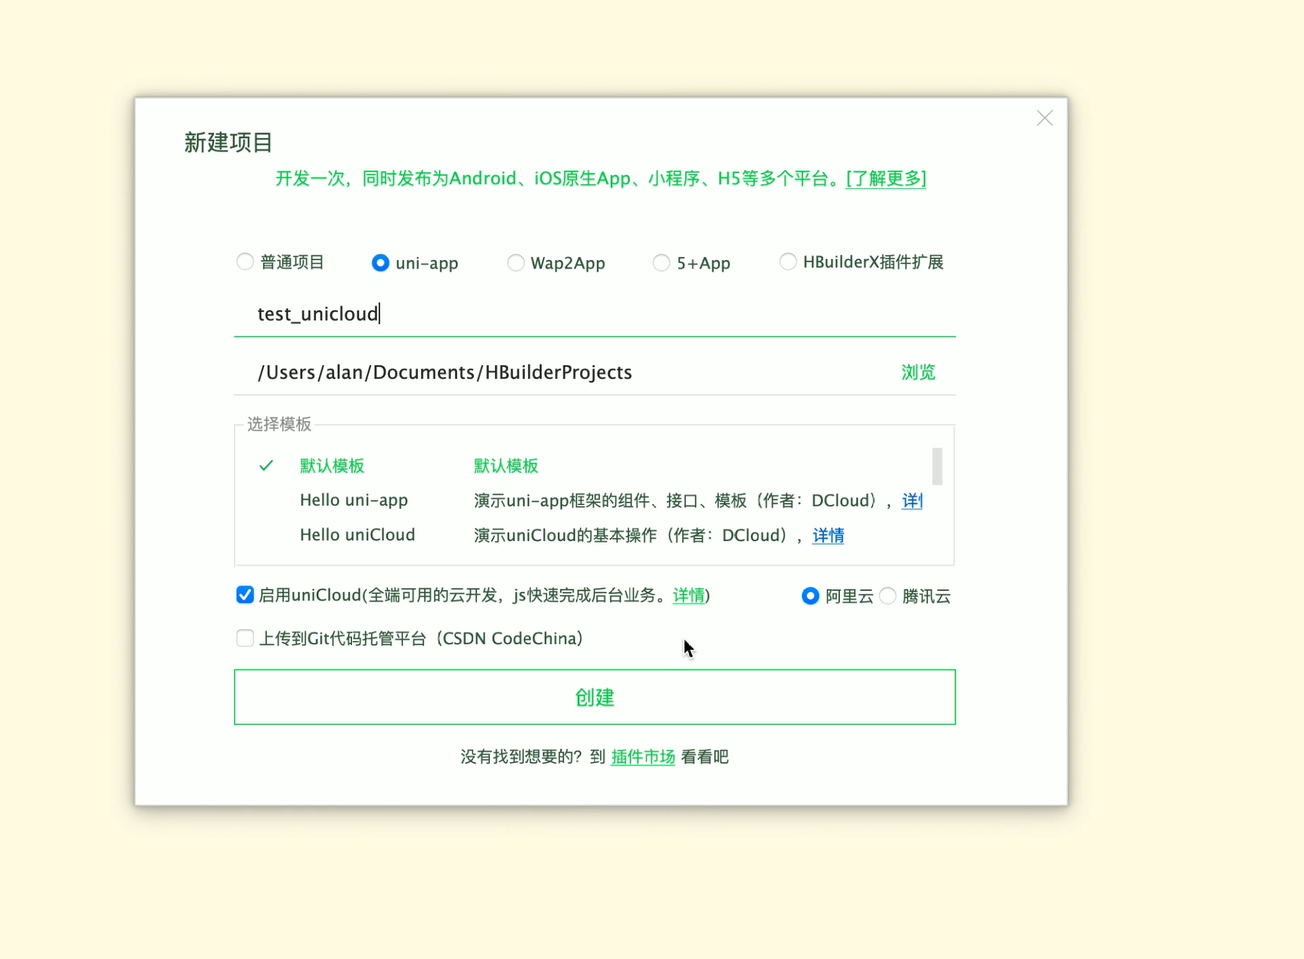 新建项目
开发一次，同时发布为Android、iOS原生App、小程序、H5等多个平台。[了解更多]
普通项目 uni-app Wap2App 5+App HBuilderX插件扩展
test_unicloud
/Users/alan/Documents/HBuilderProjects 浏览
选择模板
默认模板 默认模板
Hello uni-app 演示uni-app框架的组件、接口、模板（作者：DCloud），详
Hello uniCloud 演示uniCloud的基本操作（作者：DCloud），详情
启用uniCloud(全端可用的云开发，js快速完成后台业务。详情) 阿里云 腾讯云
上传到Git代码托管平台（CSDN CodeChina）
创建
没有找到想要的？到 插件市场 看看吧